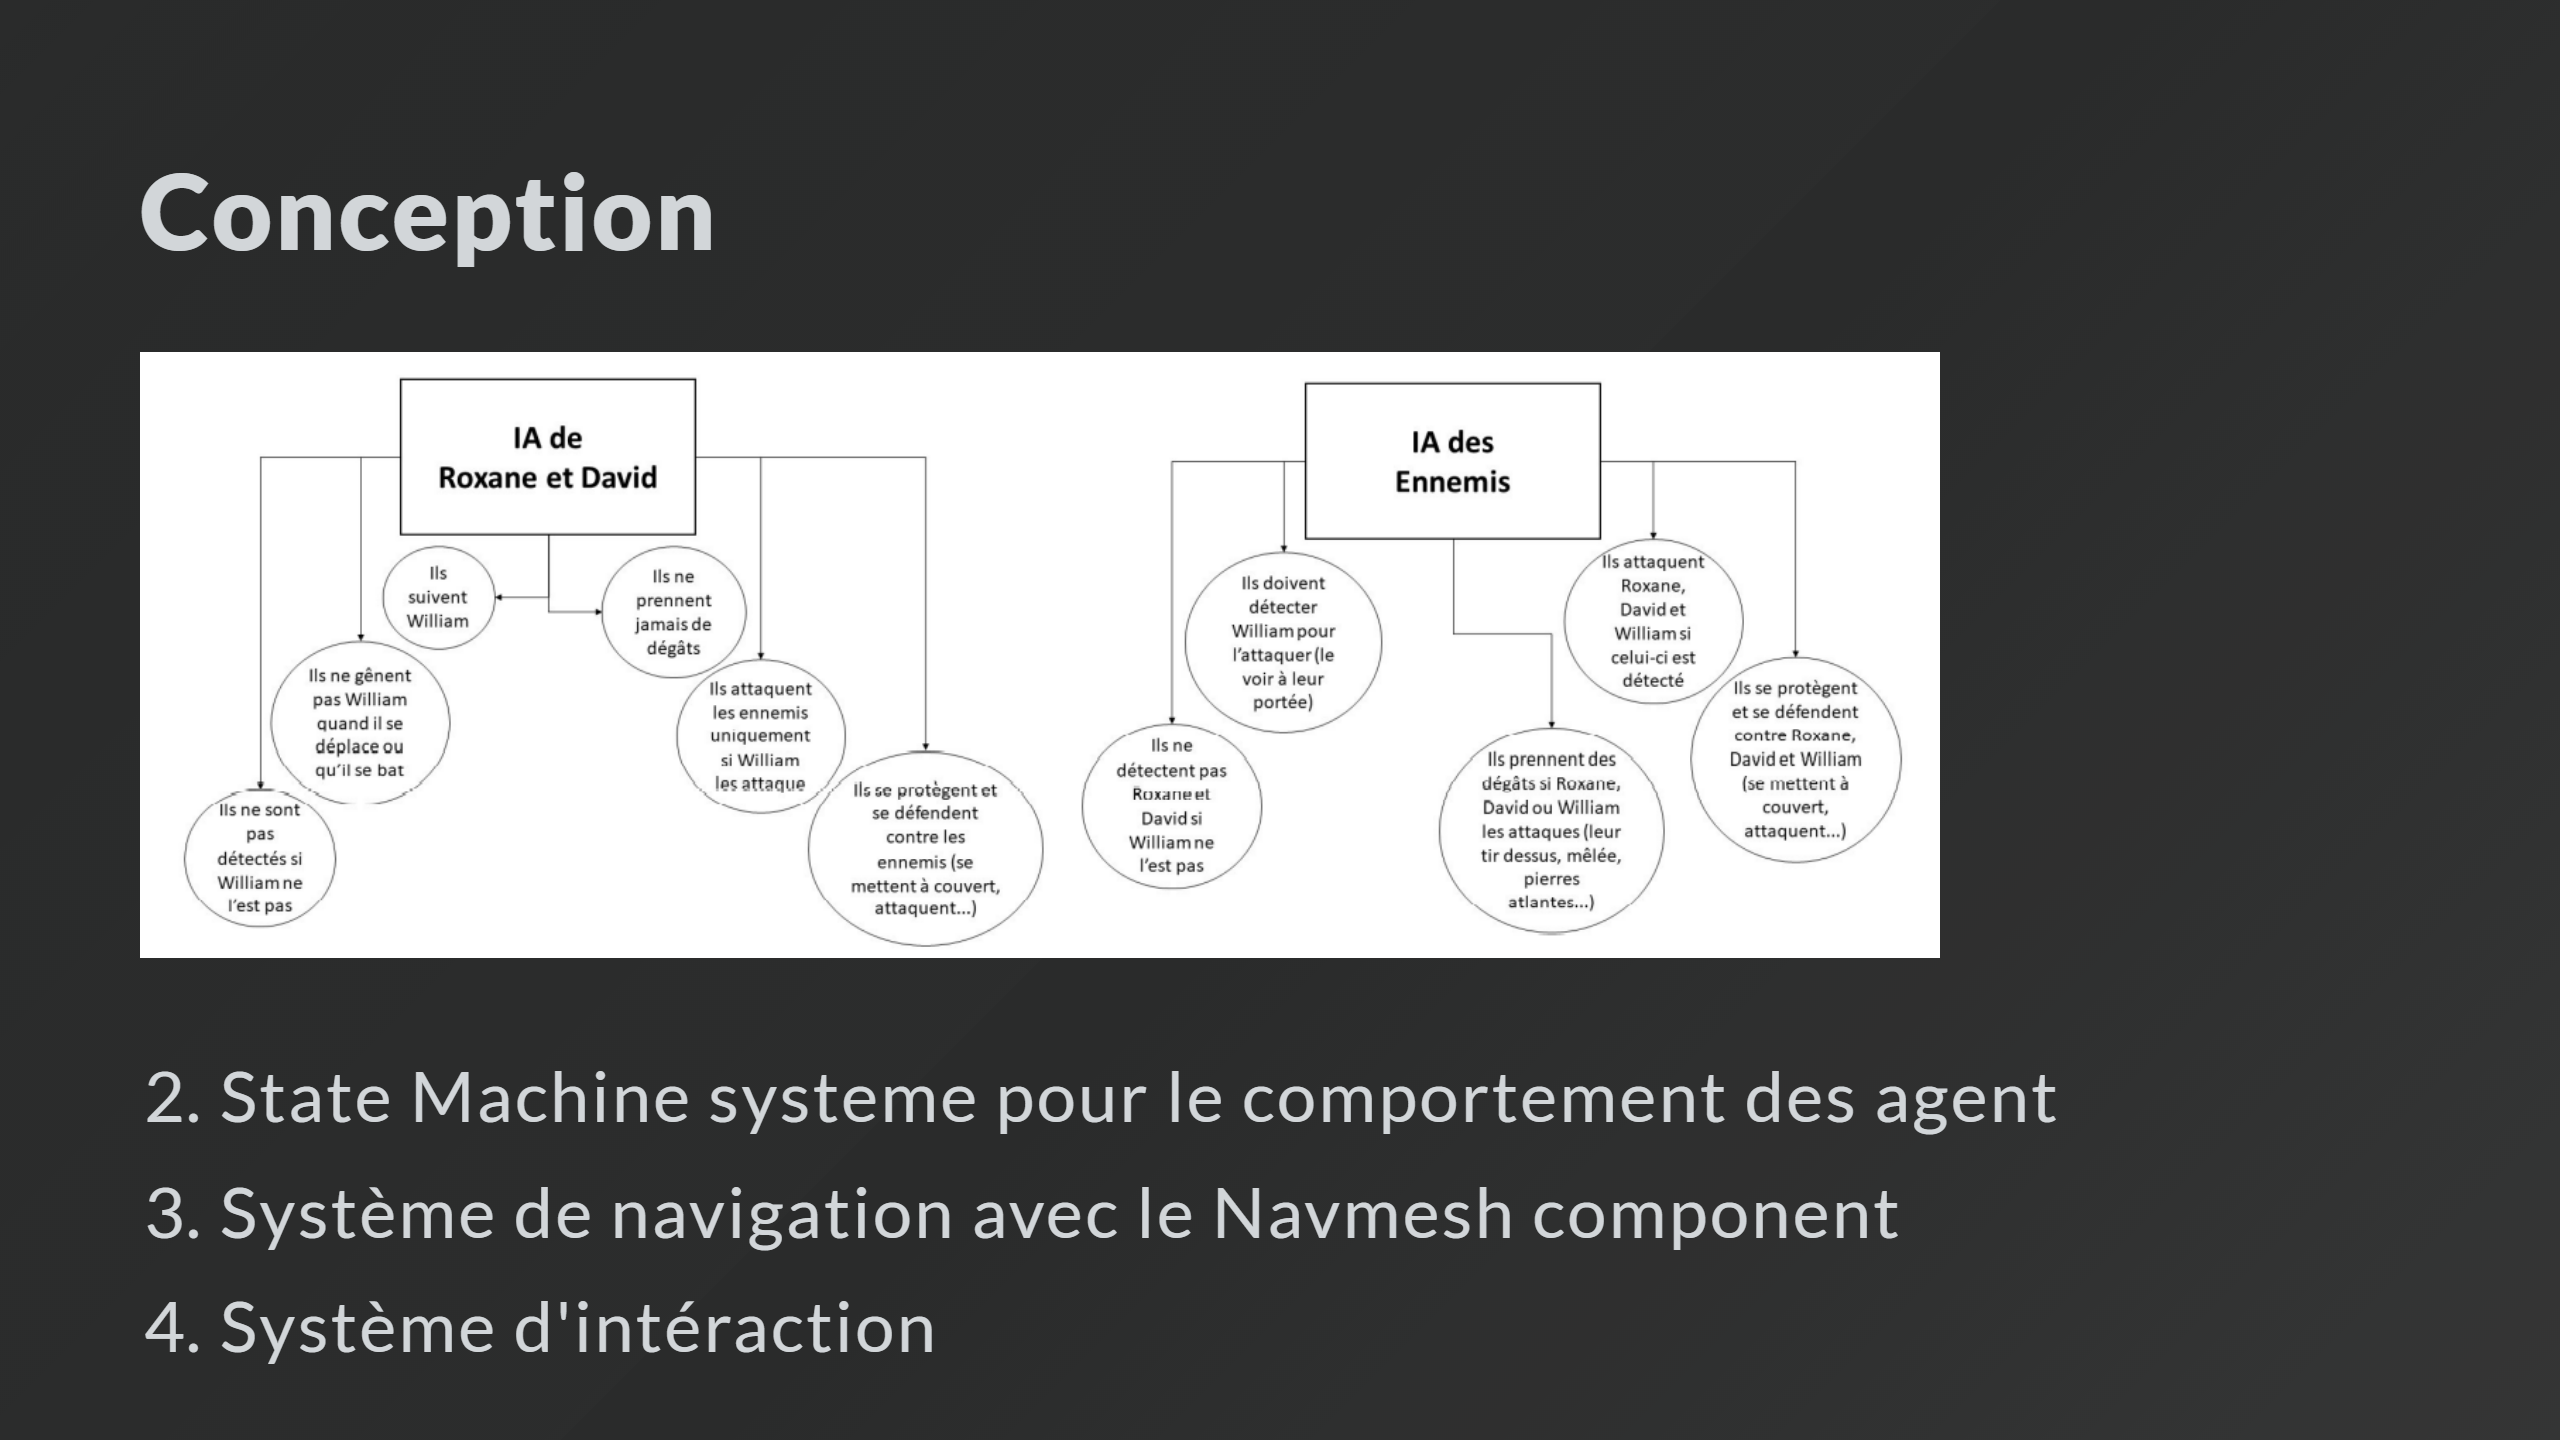 Conception
IA de
Roxane et David
Ils
suivent
William
Ils ne
prennent
jamais de
dégâts
Ils ne gênent
pas William
quand il se
déplace ou
qu'il se bat
Ils attaquent
les ennemis
uniquement
si William
les attaque
Ils ne sont
pas
détectés si
William ne
l'est pas
Ils se protègent et
se défendent
contre les
ennemis (se
mettent à couvert,
attaquent...)
IA des
Ennemis
Ils doivent
détecter
William pour
l'attaquer (le
voir à leur
portée)
Ils attaquent
Roxane,
David et
William si
celui-ci est
détecté
Ils ne
détectent pas
Roxane et
David si
William ne
l'est pas
Ils prennent des
dégâts si Roxane,
David ou William
les attaques (leur
tir dessus, mêlée,
pierres
atlantes...)
Ils se protègent
et se défendent
contre Roxane,
David et William
(se mettent à
couvert,
attaquent...)
2. State Machine systeme pour le comportement des agent
3. Système de navigation avec le Navmesh component
4. Système d'intéraction